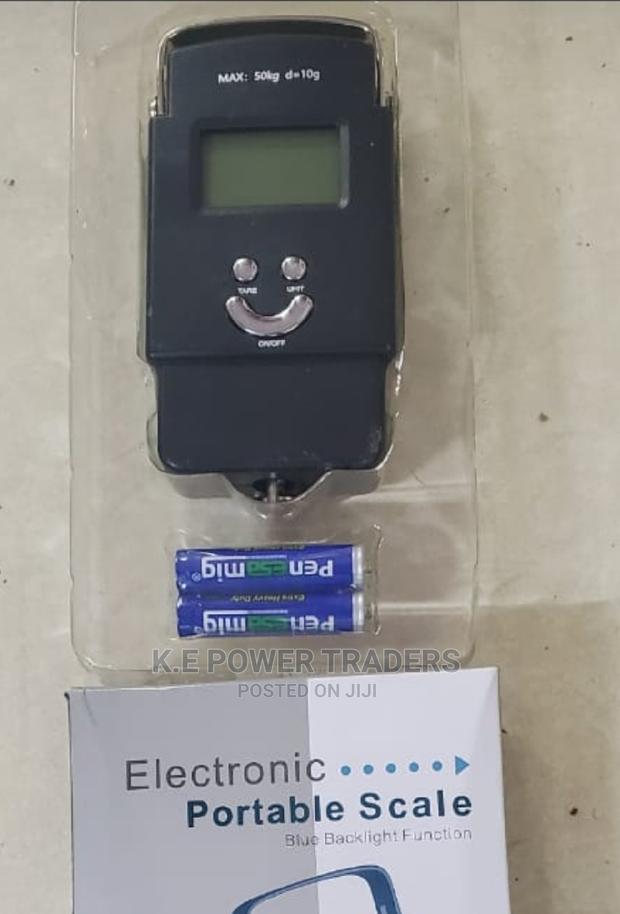 MAX: 50kg d=10g
TARE UNIT
ON/OFF
Penesamig®
Extra Heavy Duty
Penesamig®
K.E POWER TRADERS
POSTED ON JIJI
Electronic
Portable Scale
Blue Backlight Function